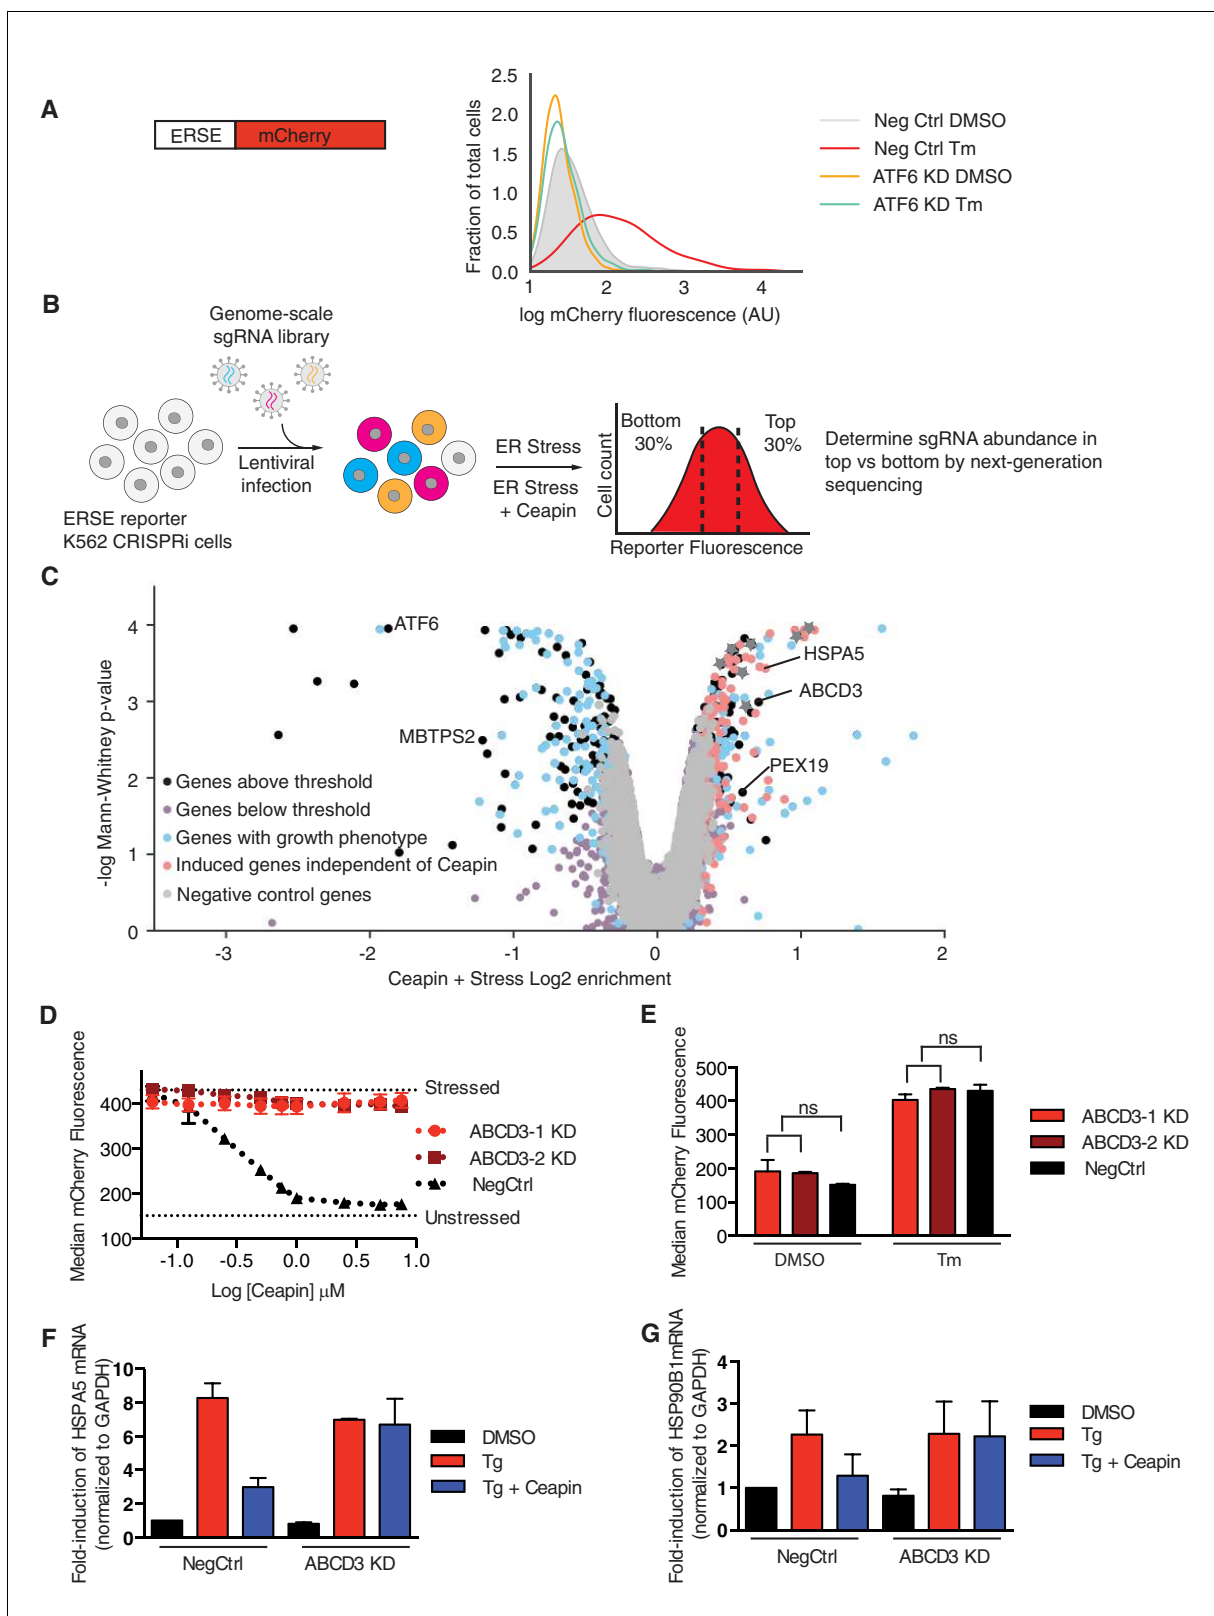 A
ERSE
mCherry
Fraction of total cells
2.5
2.0
1.5
1.0
0.5
0.0
1
2
3
4
log mCherry fluorescence (AU)
Neg Ctrl DMSO
Neg Ctrl Tm
ATF6 KD DMSO
ATF6 KD Tm
B
Genome-scale
sgRNA library
Lentiviral
infection
ERSE reporter
K562 CRISPRi cells
ER Stress
ER Stress
+ Ceapin
Cell count
Bottom
30%
Top
30%
Reporter Fluorescence
Determine sgRNA abundance in
top vs bottom by next-generation
sequencing
C
-log Mann-Whitney p-value
4
3
2
1
0
ATF6
MBTPS2
HSPA5
ABCD3
PEX19
Genes above threshold
Genes below threshold
Genes with growth phenotype
Induced genes independent of Ceapin
Negative control genes
-3
-2
-1
0
1
2
Ceapin + Stress Log2 enrichment
D
Median mCherry Fluorescence
400
300
200
100
-1.0
-0.5
0.0
0.5
1.0
Log [Ceapin] μM
Stressed
ABCD3-1 KD
ABCD3-2 KD
NegCtrl
Unstressed
E
Median mCherry Fluorescence
500
400
300
200
100
0
ns
ns
DMSO
Tm
ABCD3-1 KD
ABCD3-2 KD
NegCtrl
F
Fold-induction of HSPA5 mRNA
(normalized to GAPDH)
10
8
6
4
2
0
NegCtrl
ABCD3 KD
DMSO
Tg
Tg + Ceapin
G
Fold-induction of HSP90B1mRNA
(normalized to GAPDH)
4
3
2
1
0
NegCtrl
ABCD3 KD
DMSO
Tg
Tg + Ceapin